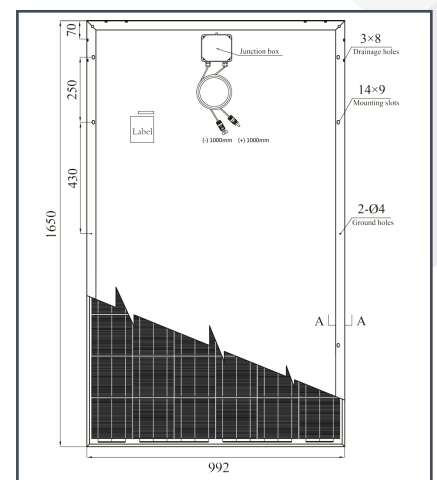 70
Junction box
3×8
Drainage holes
250
14×9
Mounting slots
Label
(-) 1000mm (+) 1000mm
430
1650
2-Ø4
Ground holes
A A
992